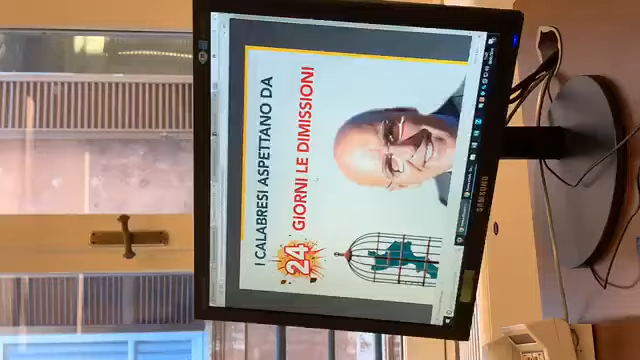 I CALABRESI ASPETTANO DA
24 GIORNI LE DIMISSIONI
SAMSUNG